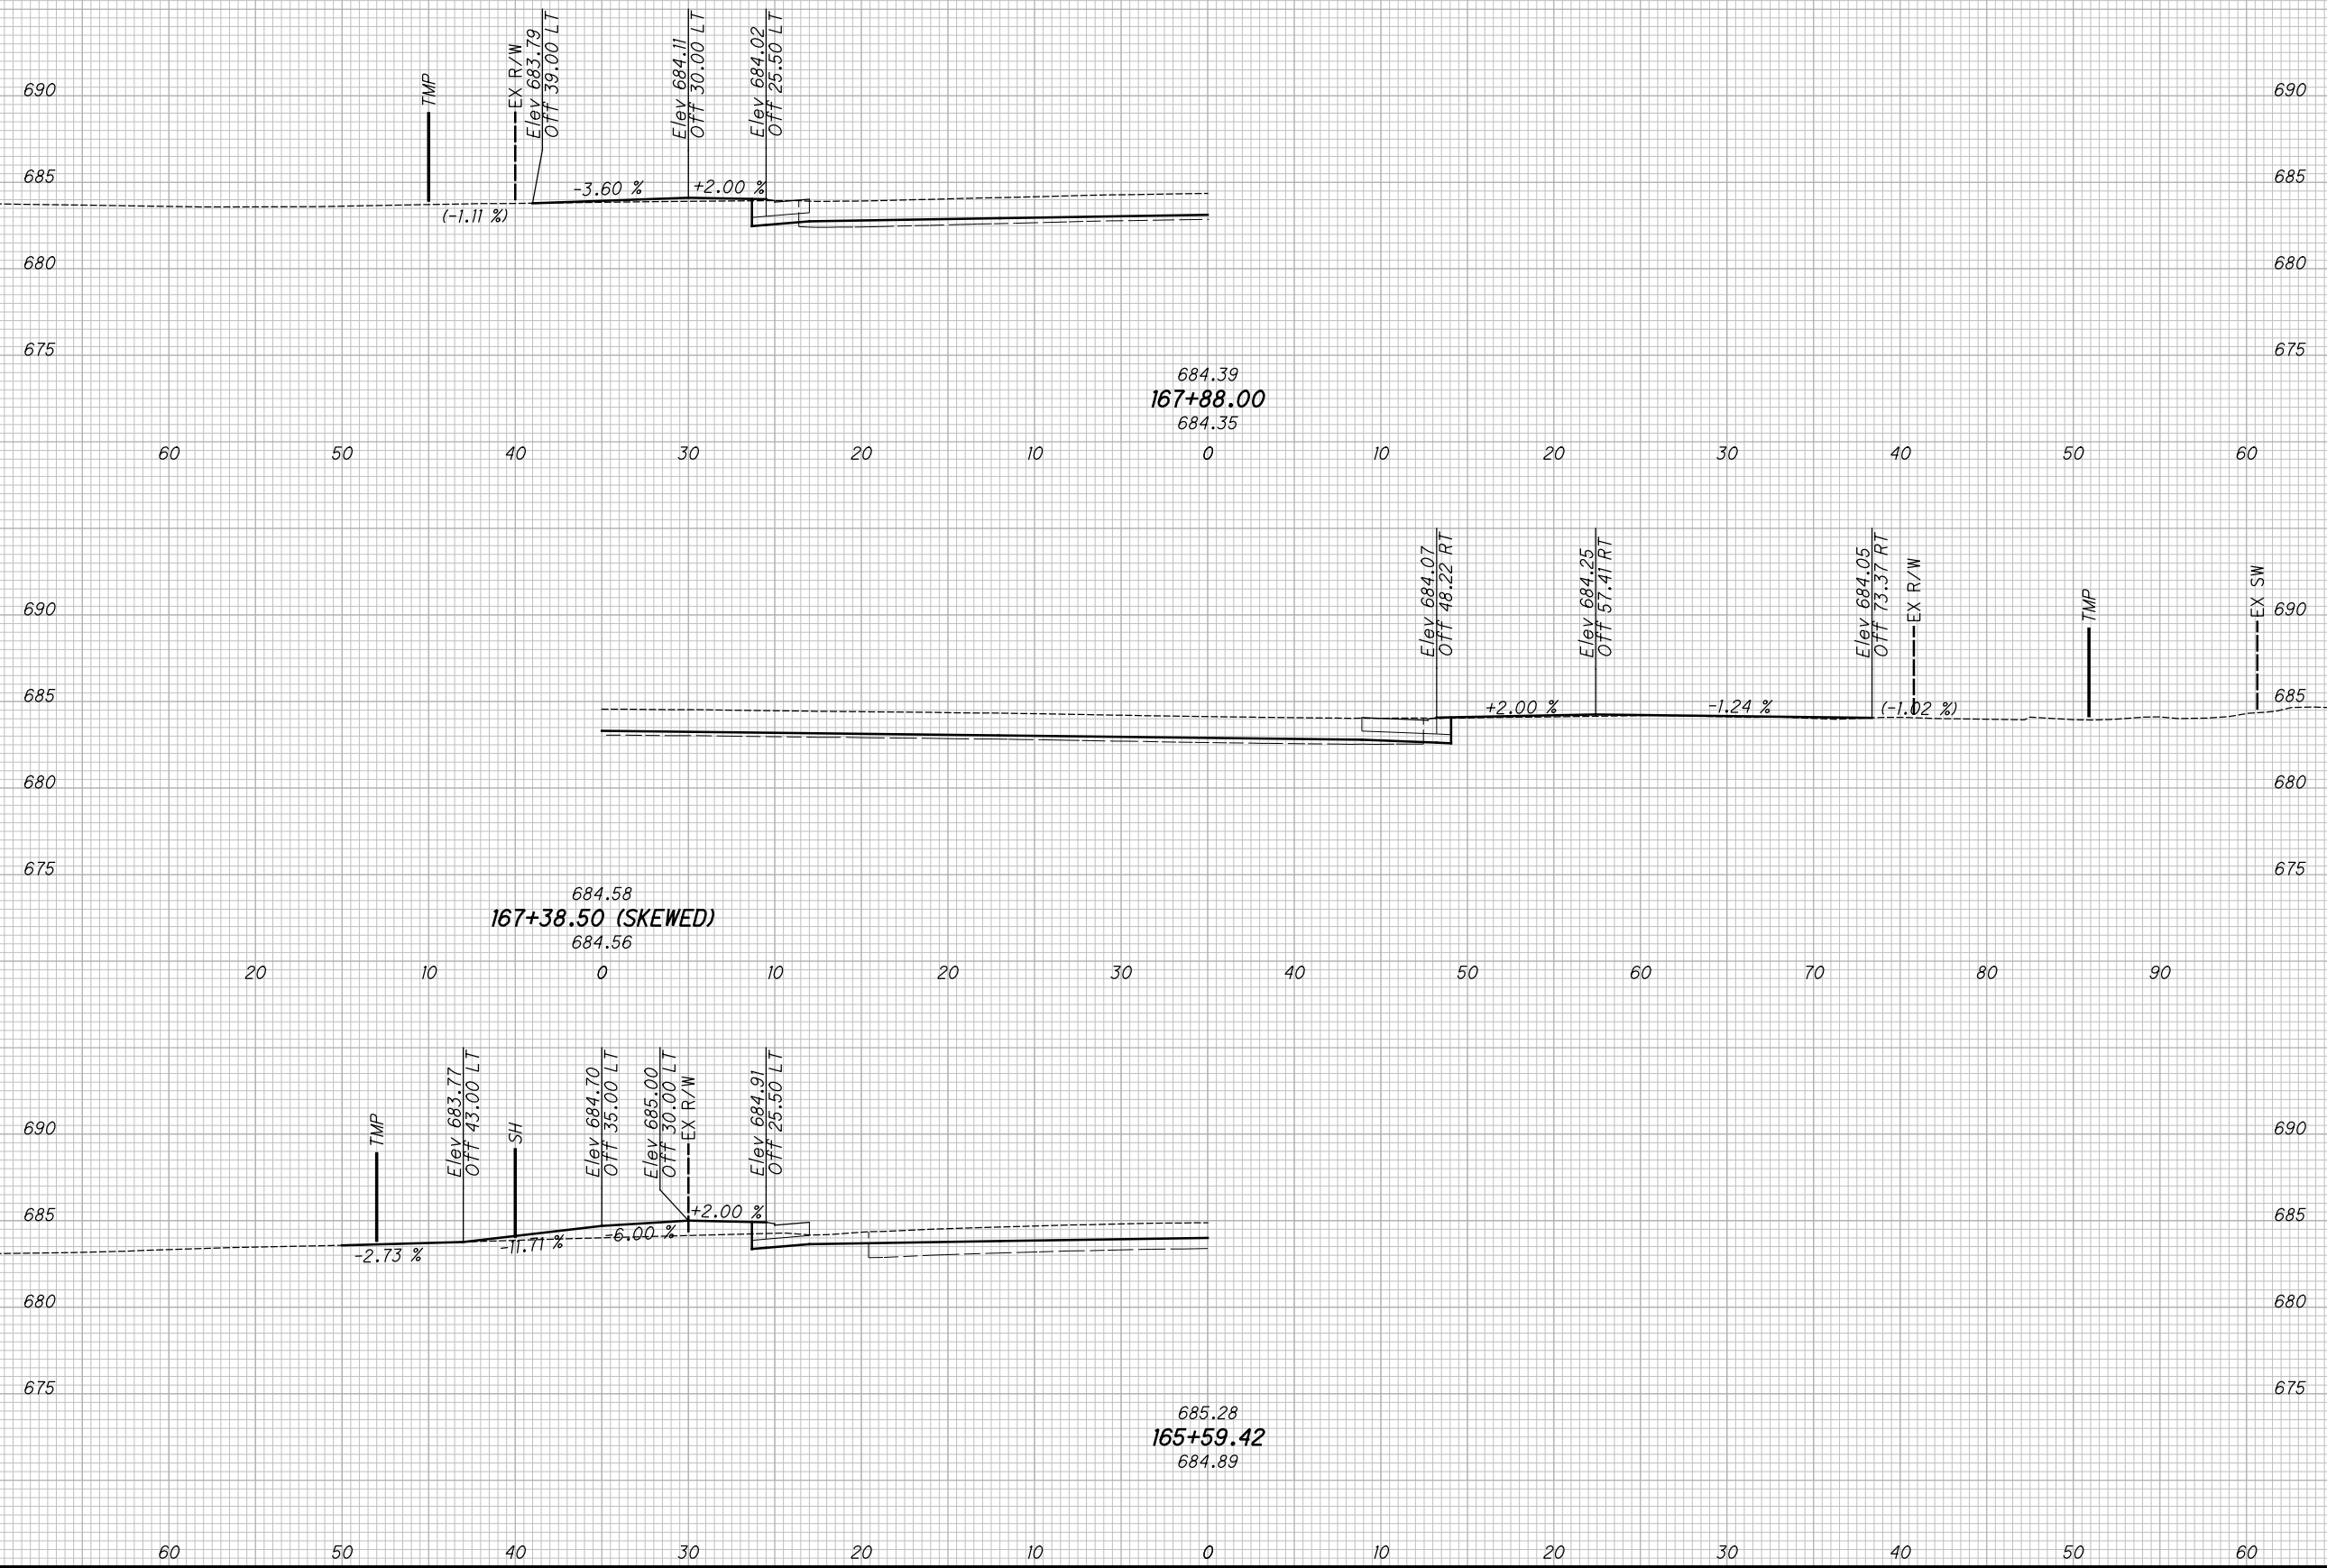 Elev 683.79
Off 39.00 LT
Elev 684.11
Off 30.00 LT
Elev 684.02
Off 25.50 LT
TMP
EX R/W
690
690
685
-3.60 %
+2.00 %
685
(-1.11 %)
680
680
675
675
684.39
167+88.00
684.35
60 50 40 30 20 10 0 10 20 30 40 50 60
Elev 684.07
Off 48.22 RT
Elev 684.25
Off 57.41 RT
Elev 684.05
Off 73.37 RT
EX R/W
TMP
EX SW
690
690
685
+2.00 %
-1.24 %
(-1.02 %)
685
680
680
675
675
684.58
167+38.50 (SKEWED)
684.56
20 10 0 10 20 30 40 50 60 70 80 90
TMP
Elev 683.77
Off 43.00 LT
SH
Elev 684.70
Off 35.00 LT
Elev 685.00
Off 30.00 LT
EX R/W
Elev 684.91
Off 25.50 LT
690
690
685
+2.00 %
685
-2.73 %
-11.71 %
-6.00 %
680
680
675
675
685.28
165+59.42
684.89
60 50 40 30 20 10 0 10 20 30 40 50 60